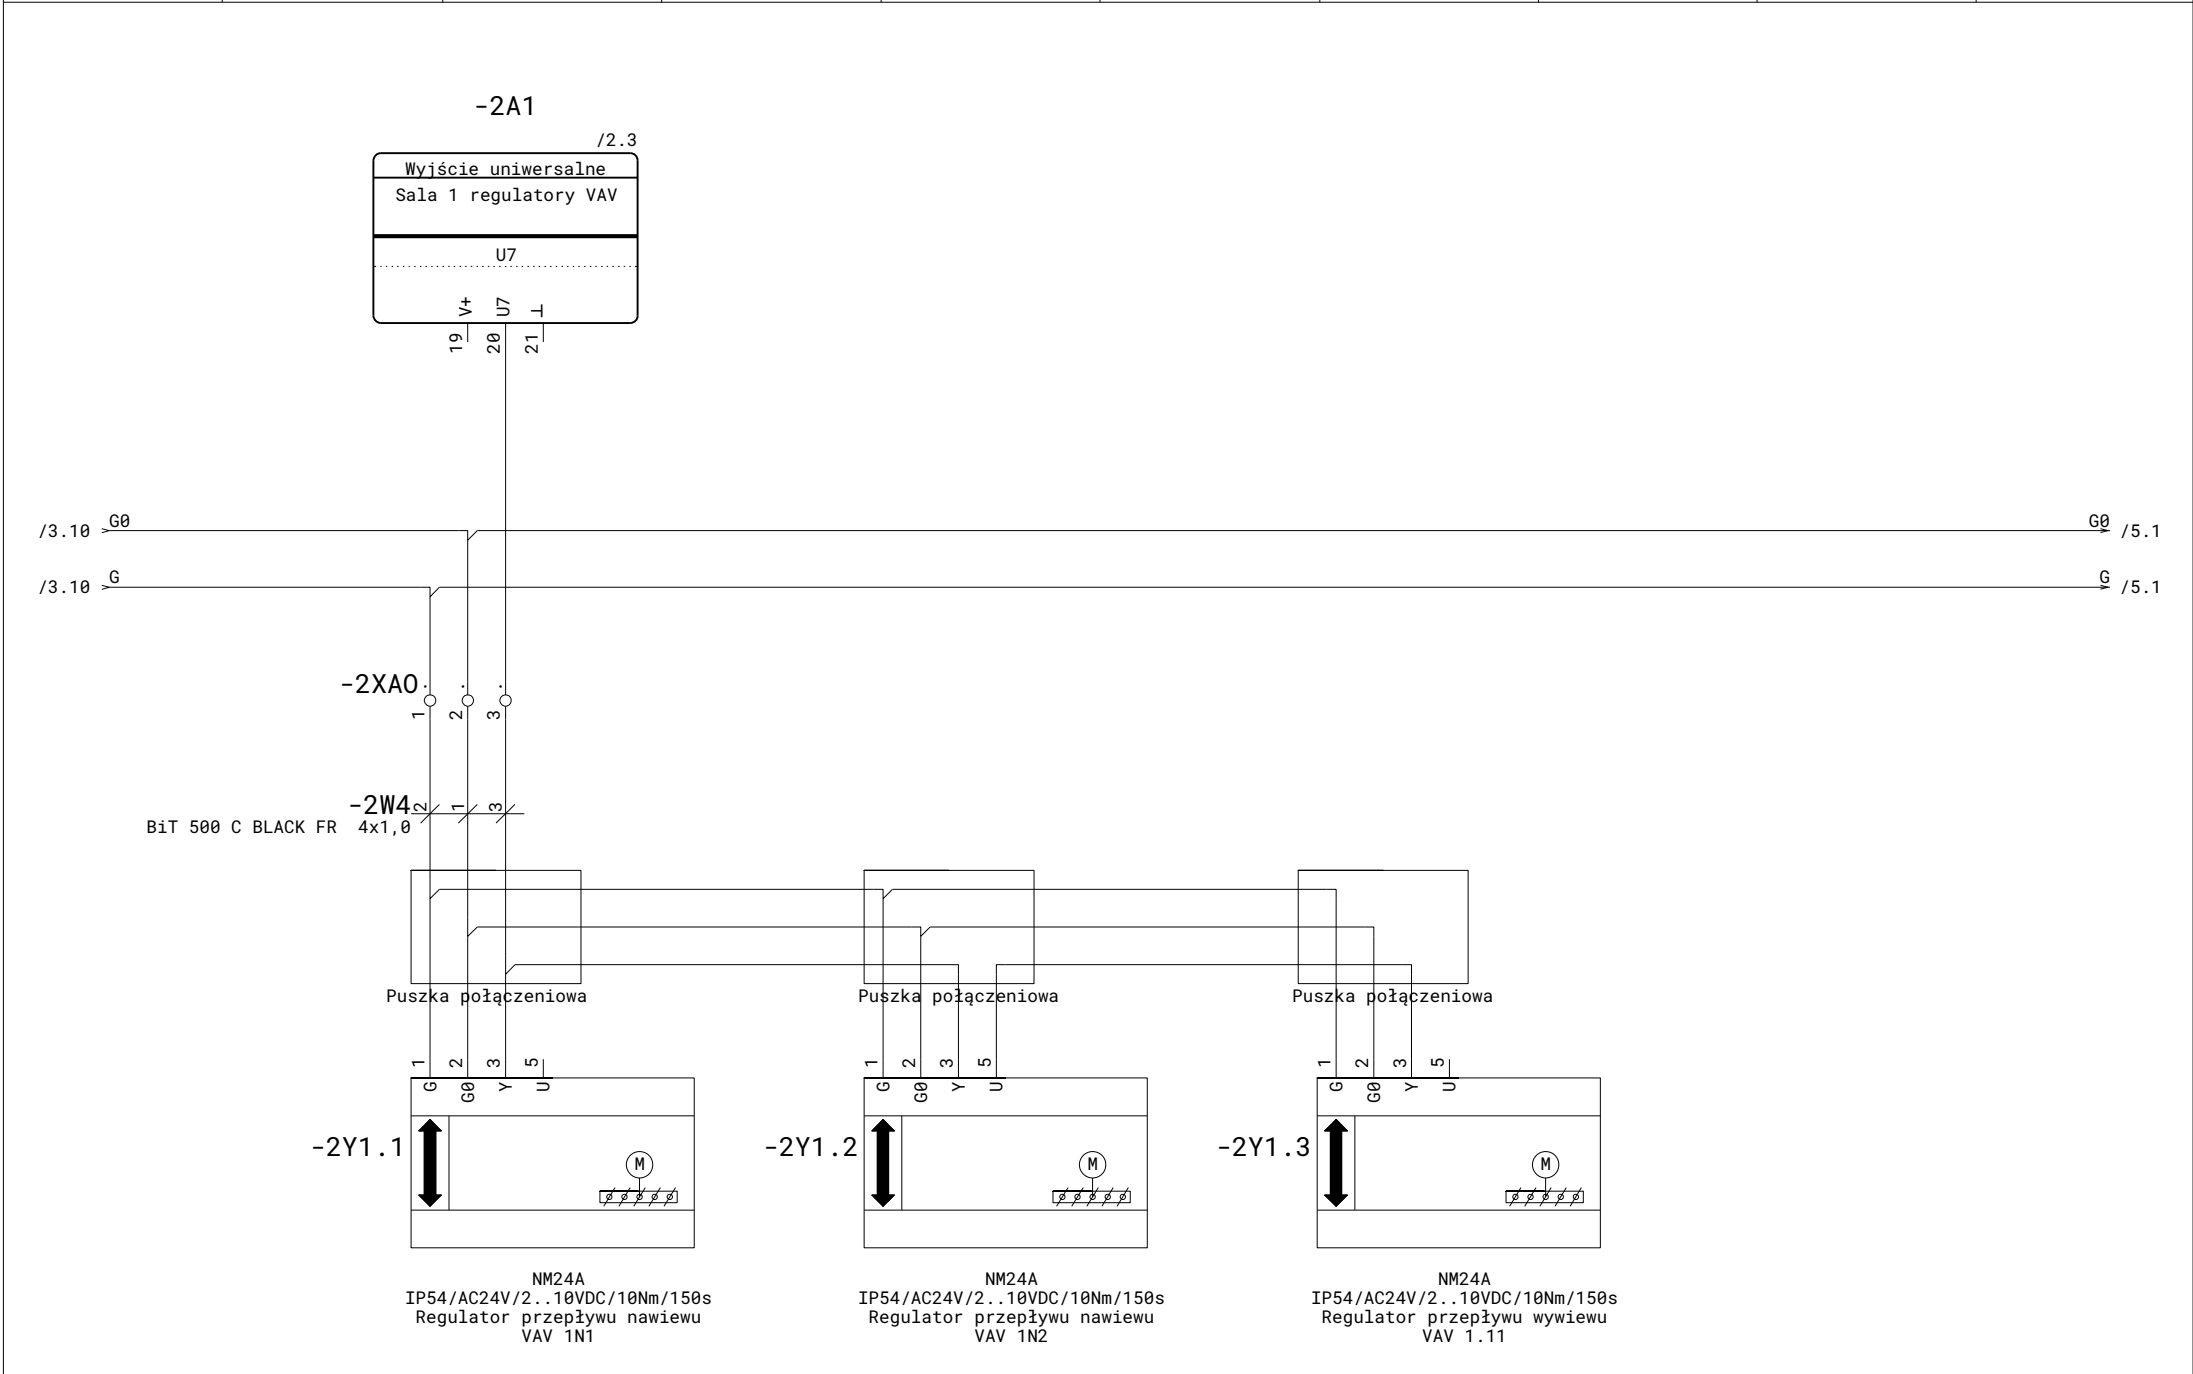 -2A1
/2.3
Wyjście uniwersalne
Sala 1 regulatory VAV
U7
V+ U7 ⊥
19 20 21
/3.10 G0 G0 /5.1
/3.10 G G /5.1
-2XAO . . .
1 2 3
-2W4 2 1 3
BiT 500 C BLACK FR 4x1,0
Puszka połączeniowa Puszka połączeniowa Puszka połączeniowa
1 2 3 5 1 2 3 5 1 2 3 5
G G0 Y U G G0 Y U G G0 Y U
-2Y1.1 M -2Y1.2 M -2Y1.3 M
NM24A
IP54/AC24V/2..10VDC/10Nm/150s
Regulator przepływu nawiewu
VAV 1N1
NM24A
IP54/AC24V/2..10VDC/10Nm/150s
Regulator przepływu nawiewu
VAV 1N2
NM24A
IP54/AC24V/2..10VDC/10Nm/150s
Regulator przepływu wywiewu
VAV 1.11